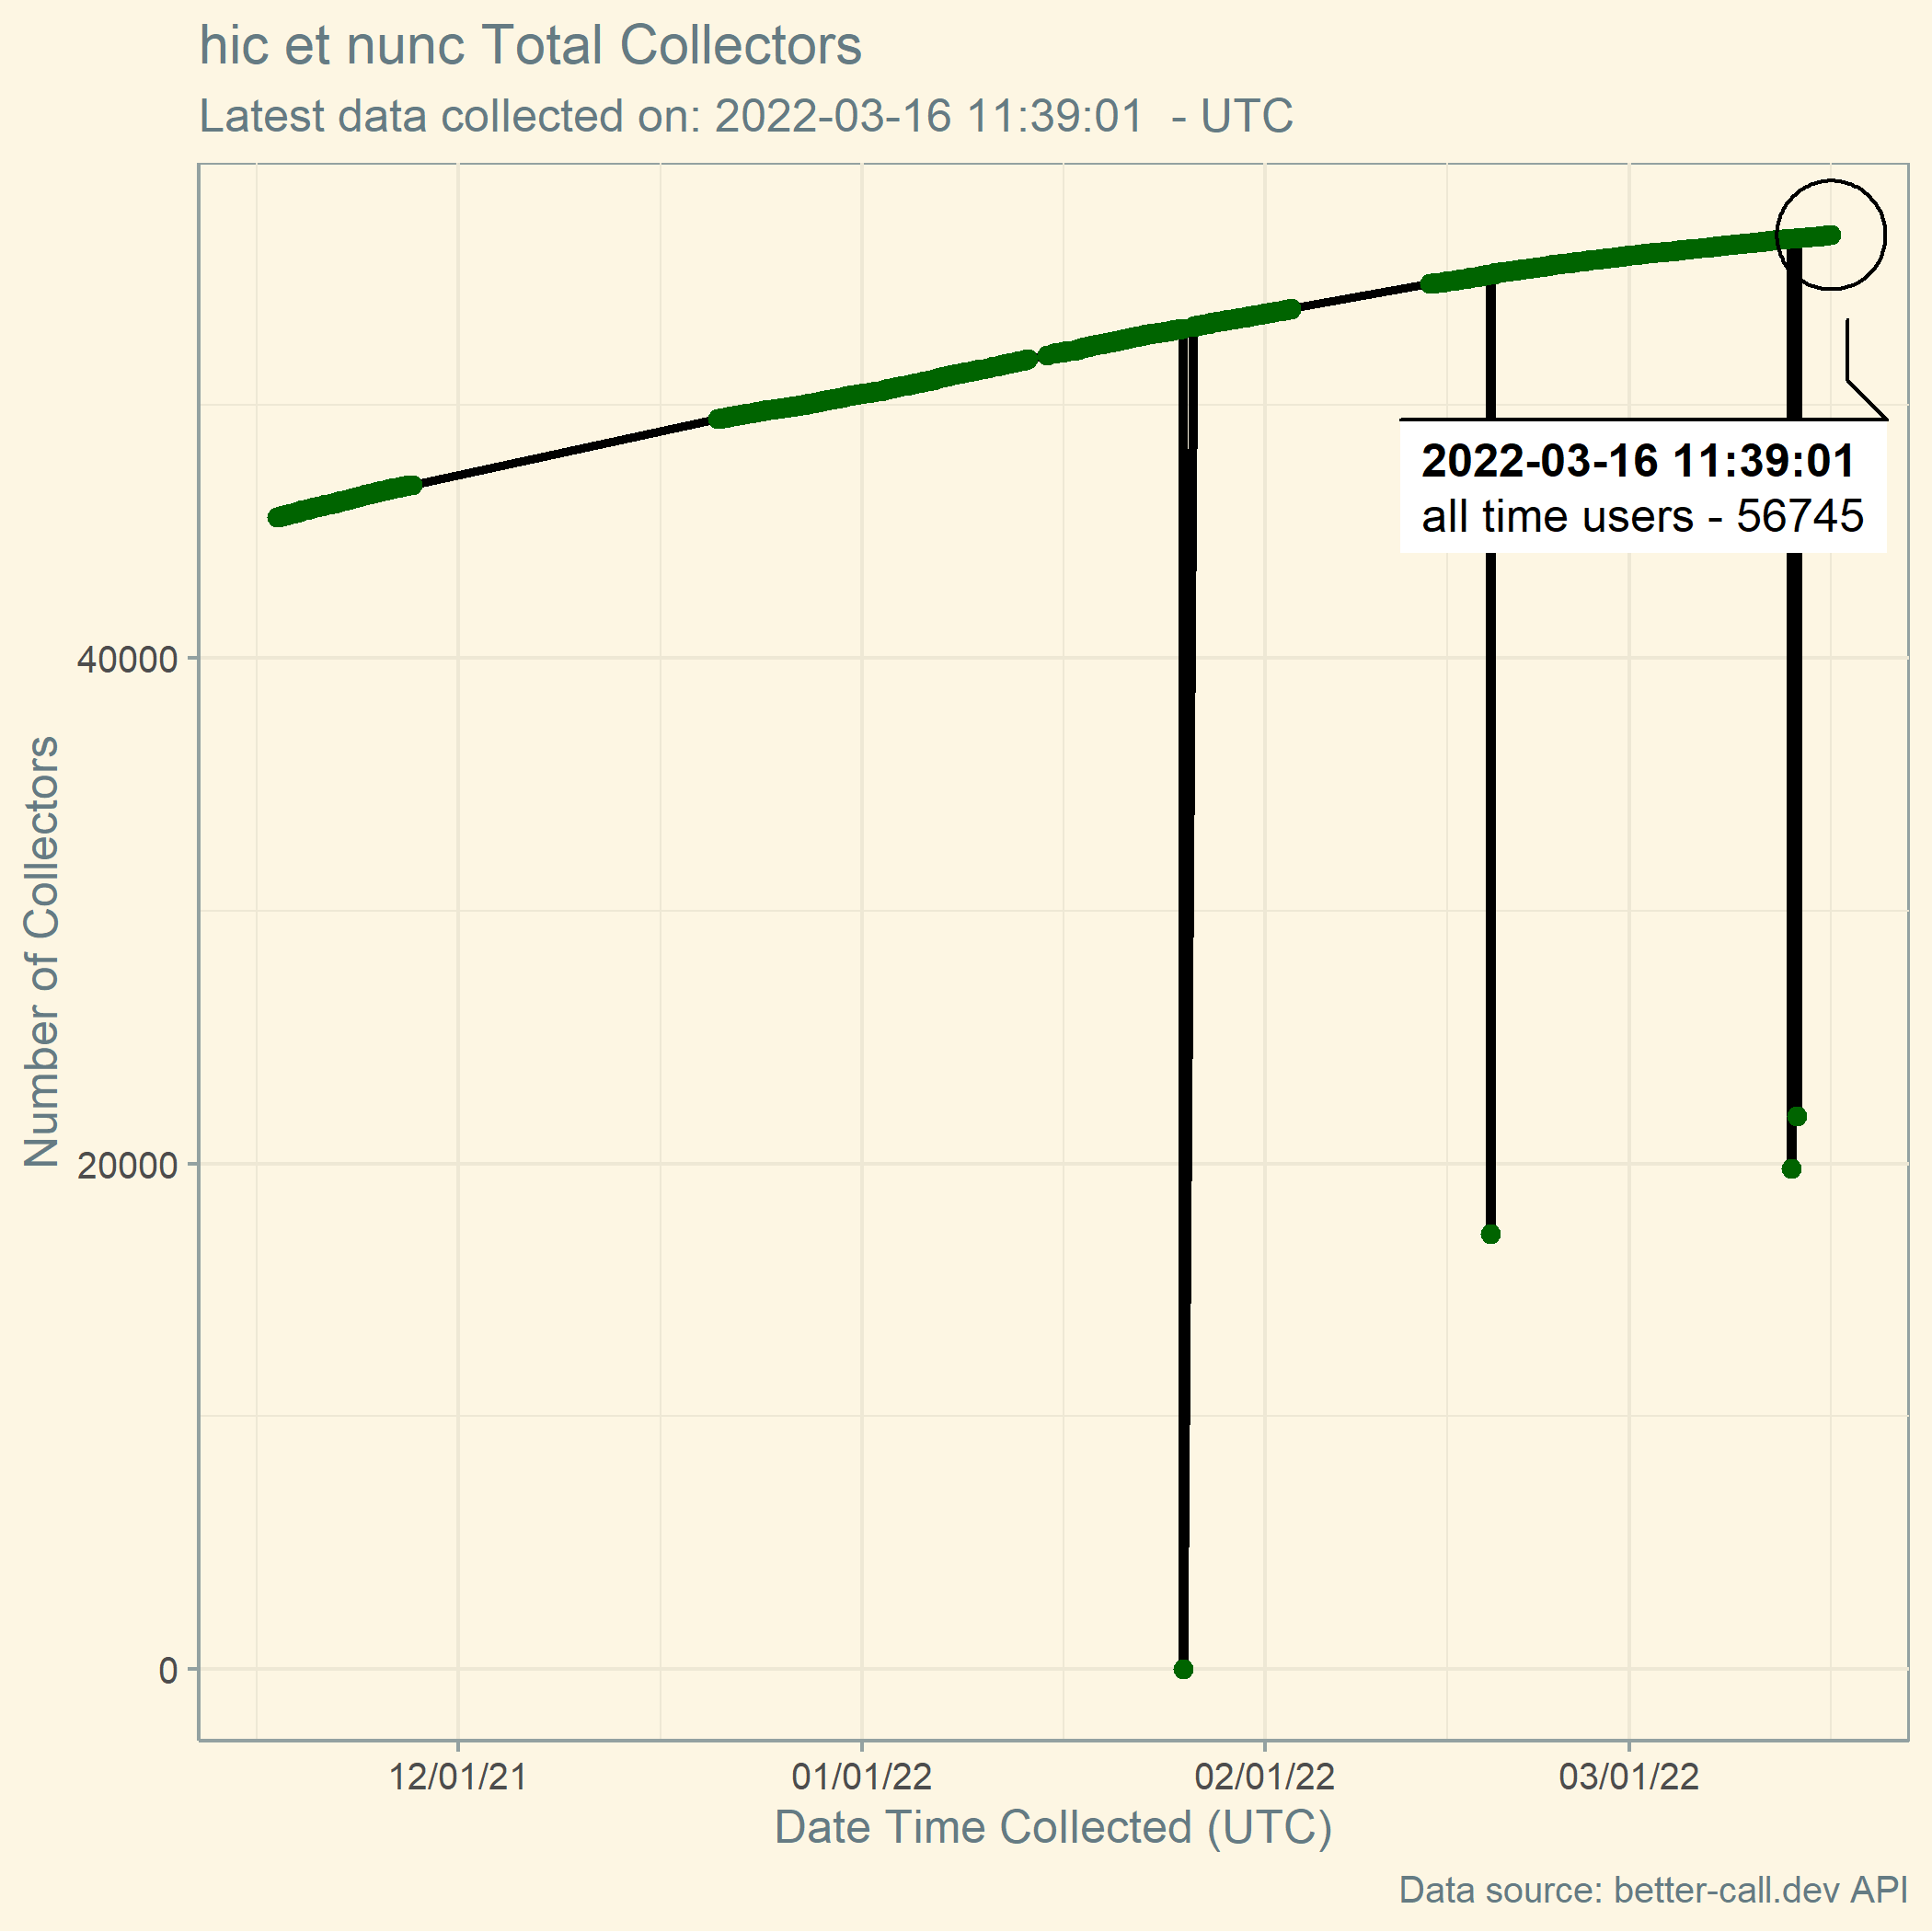 hic et nunc Total Collectors
Latest data collected on: 2022-03-16 11:39:01  - UTC
2022-03-16 11:39:01
all time users - 56745
Number of Collectors
40000
20000
0
12/01/21
01/01/22
02/01/22
03/01/22
Date Time Collected (UTC)
Data source: better-call.dev API